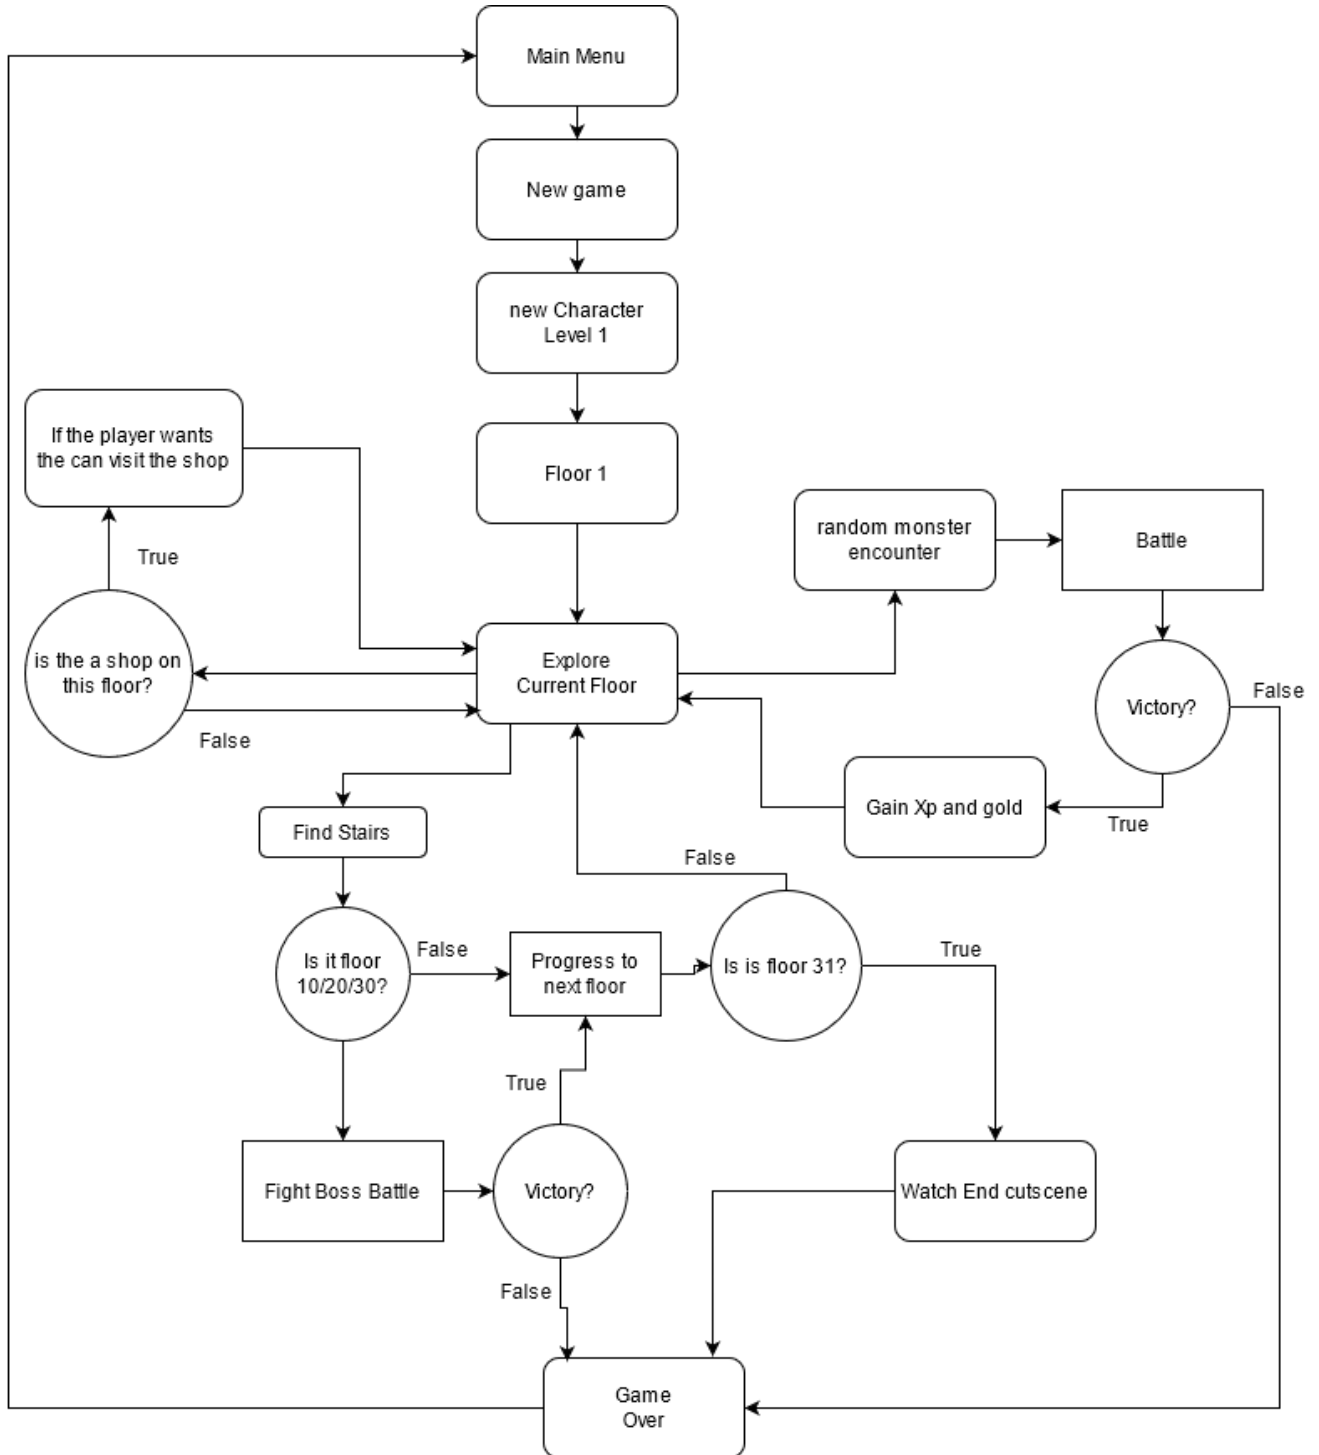 Main Menu
New game
new Character
Level 1
If the player wants
the can visit the shop
Floor 1
random monster
encounter
Battle
True
is the a shop on
this floor?
Explore
Current Floor
False
Victory?
False
Gain Xp and gold
True
Find Stairs
False
Is it floor
10/20/30?
False
Progress to
next floor
Is is floor 31?
True
True
Fight Boss Battle
Victory?
Watch End cutscene
False
Game
Over